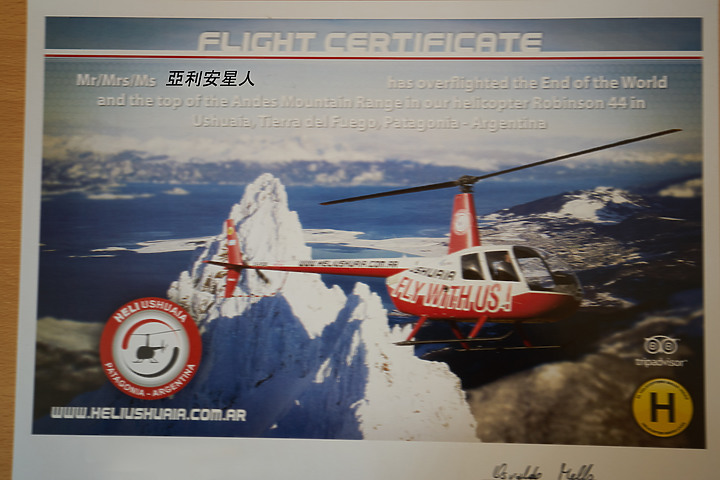 FLIGHT CERTIFICATE
Mr/Mrs/Ms 亞利安星人 has overflighted the End of the World
and the top of the Andes Mountain Range in our helicopter Robinson 44 in
Ushuaia, Tierra del Fuego, Patagonia - Argentina
WWW.HELIUSHUAIA.COM.AR
USHUAIA
FLY WITH US!
HELI USHUAIA
PATAGONIA - ARGENTINA
tripadvisor
H
WWW.HELIUSHUAIA.COM.AR
Osvaldo Mello